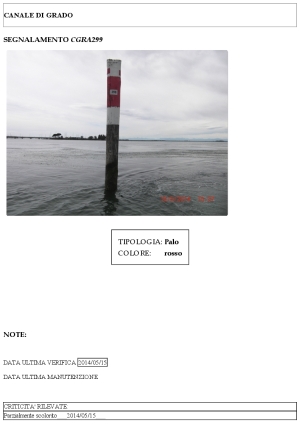 CANALE DI GRADO
SEGNALAMENTO CGRA299
TIPOLOGIA: Palo
COLORE: rosso
NOTE:
DATA ULTIMA VERIFICA 2014/05/15
DATA ULTIMA MANUTENZIONE
CRITICITA' RILEVATE
Parzialmente scolorito 2014/05/15